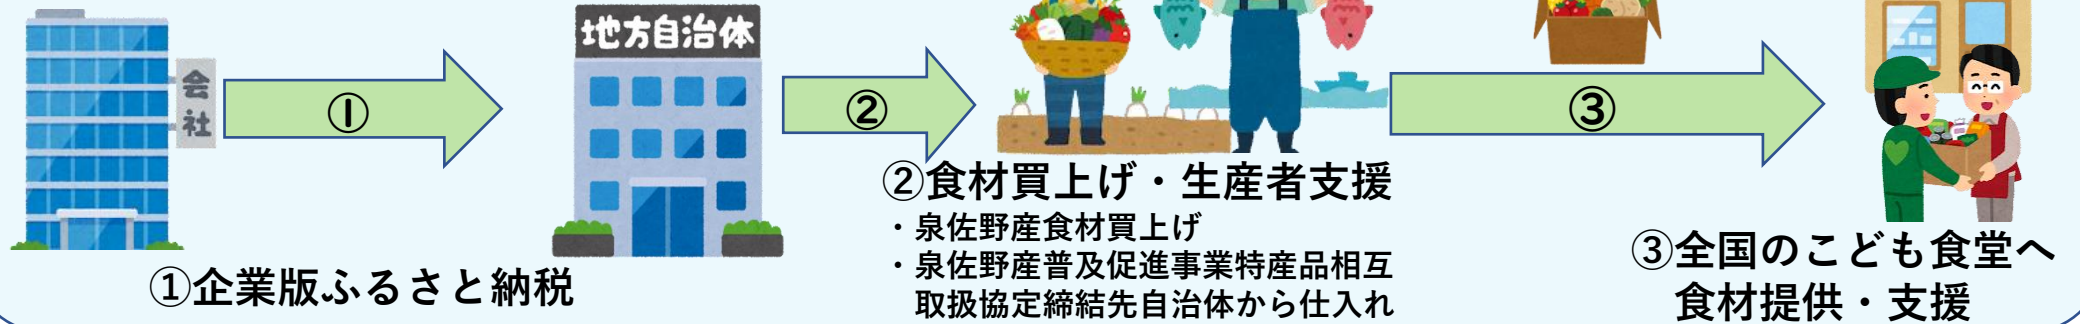 地方自治体
会社
①
②
③
②食材買上げ・生産者支援
・泉佐野産食材買上げ
・泉佐野産普及促進事業特産品相互
取扱協定締結先自治体から仕入れ
①企業版ふるさと納税
③全国のこども食堂へ
食材提供・支援